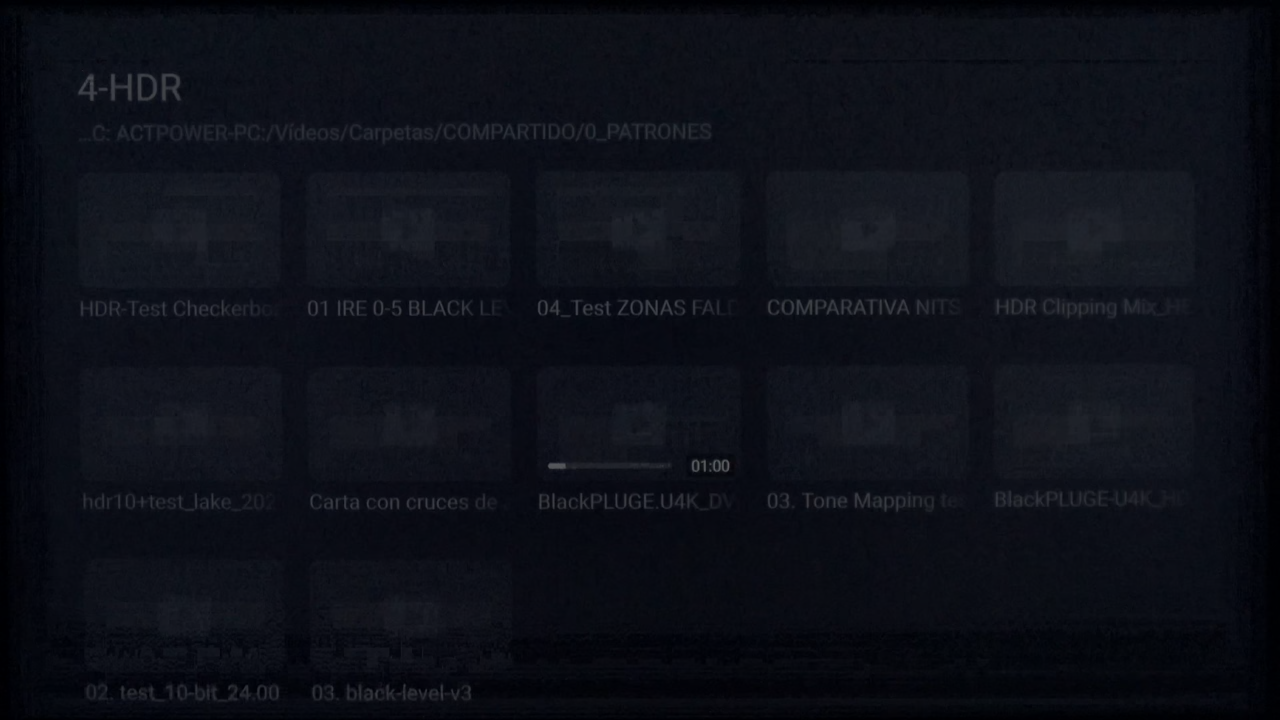 4-HDR
...C: ACTPOWER-PC:/Vídeos/Carpetas/COMPARTIDO/0_PATRONES
HDR-Test Checkerbo
01 IRE 0-5 BLACK LE
04_Test ZONAS FALD
COMPARATIVA NITS
HDR Clipping Mix_H
01:00
hdr10+test_lake_202
Carta con cruces de
BlackPLUGE.U4K_DV
03. Tone Mapping te
BlackPLUGE-U4K_H
02. test_10-bit_24.00
03. black-level-v3